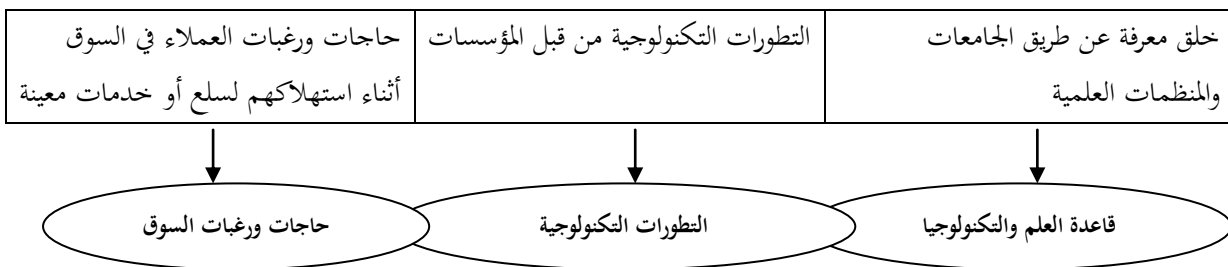 خلق معرفة عن طريق الجامعات
والمنظمات العلمية
التطورات التكنولوجية من قبل المؤسسات
حاجات ورغبات العملاء في السوق
أثناء استهلاكهم لسلع أو خدمات معينة
قاعدة العلم والتكنولوجيا
التطورات التكنولوجية
حاجات ورغبات السوق